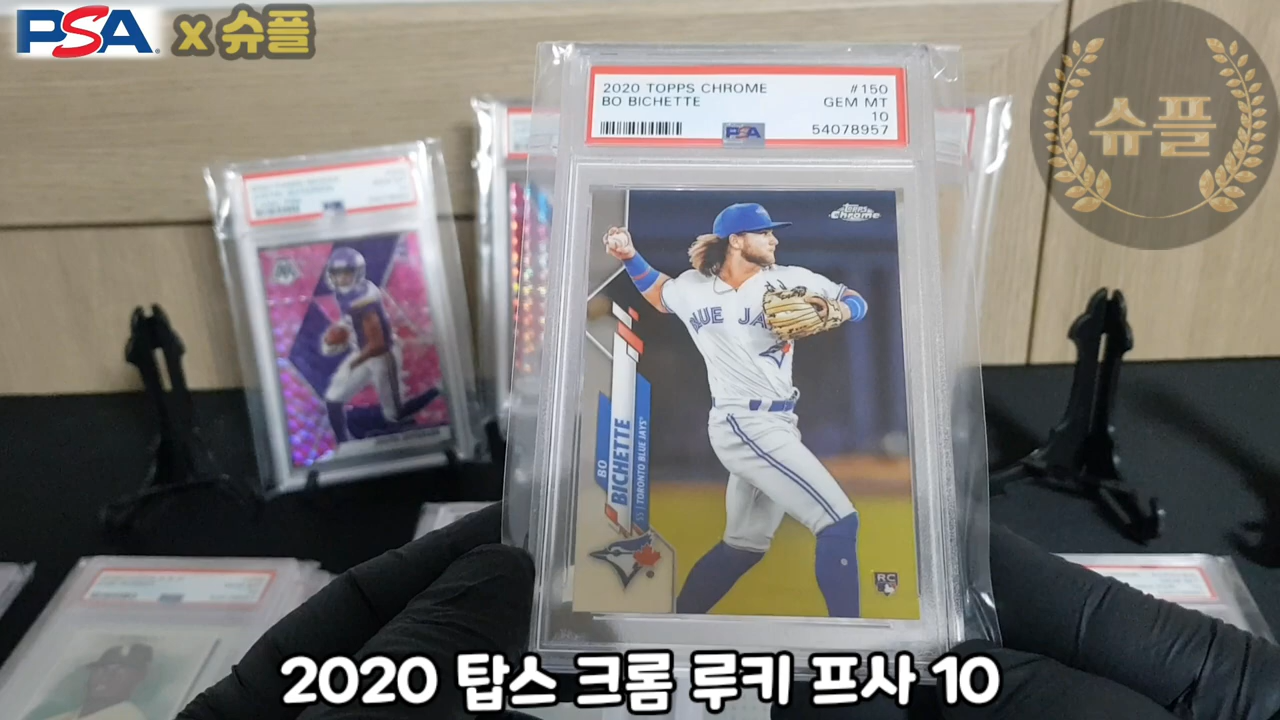 PSA x 슈플
슈플
2020 TOPPS CHROME #150
BO BICHETTE GEM MT
10
PSA 54078957
Topps Chrome
BLUE JA
BO
BICHETTE
SS | TORONTO BLUE JAYS
RC
2020 탑스 크롬 루키 프사 10